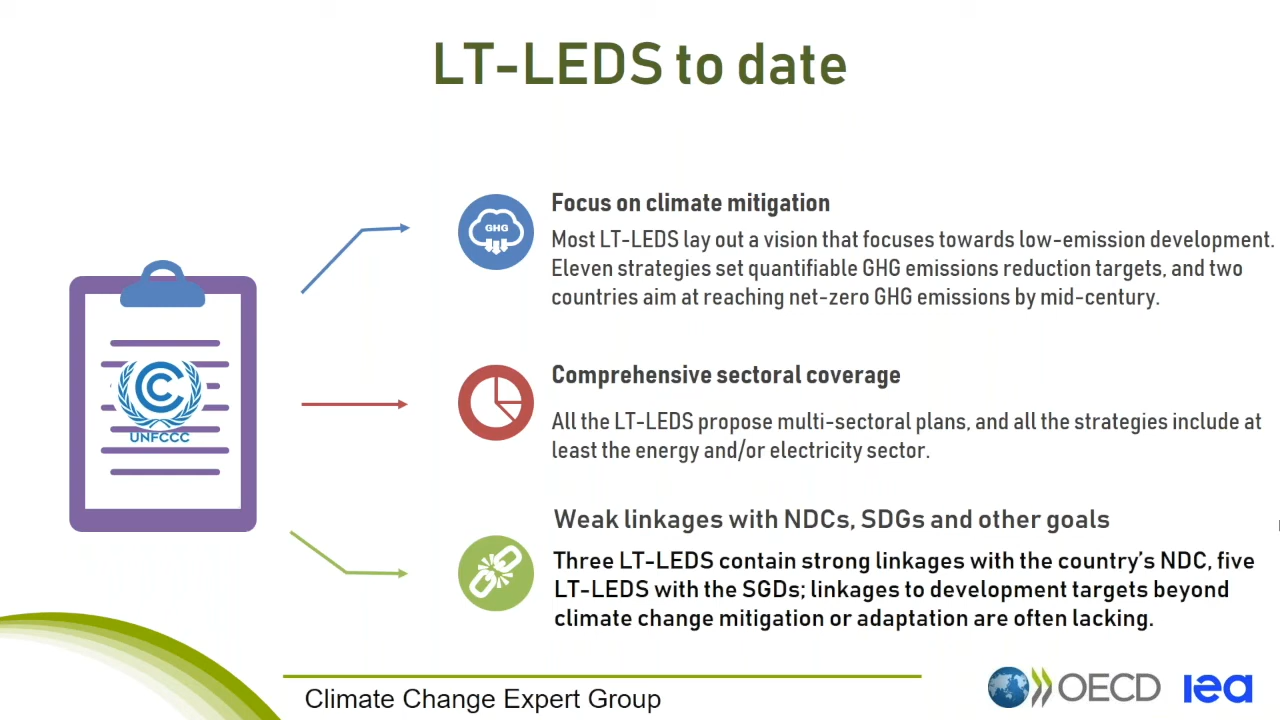 LT-LEDS to date
GHG
Focus on climate mitigation
Most LT-LEDS lay out a vision that focuses towards low-emission development.
Eleven strategies set quantifiable GHG emissions reduction targets, and two
countries aim at reaching net-zero GHG emissions by mid-century.
UNFCCC
Comprehensive sectoral coverage
All the LT-LEDS propose multi-sectoral plans, and all the strategies include at
least the energy and/or electricity sector.
Weak linkages with NDCs, SDGs and other goals
Three LT-LEDS contain strong linkages with the country's NDC, five
LT-LEDS with the SGDs; linkages to development targets beyond
climate change mitigation or adaptation are often lacking.
Climate Change Expert Group
OECD
iea